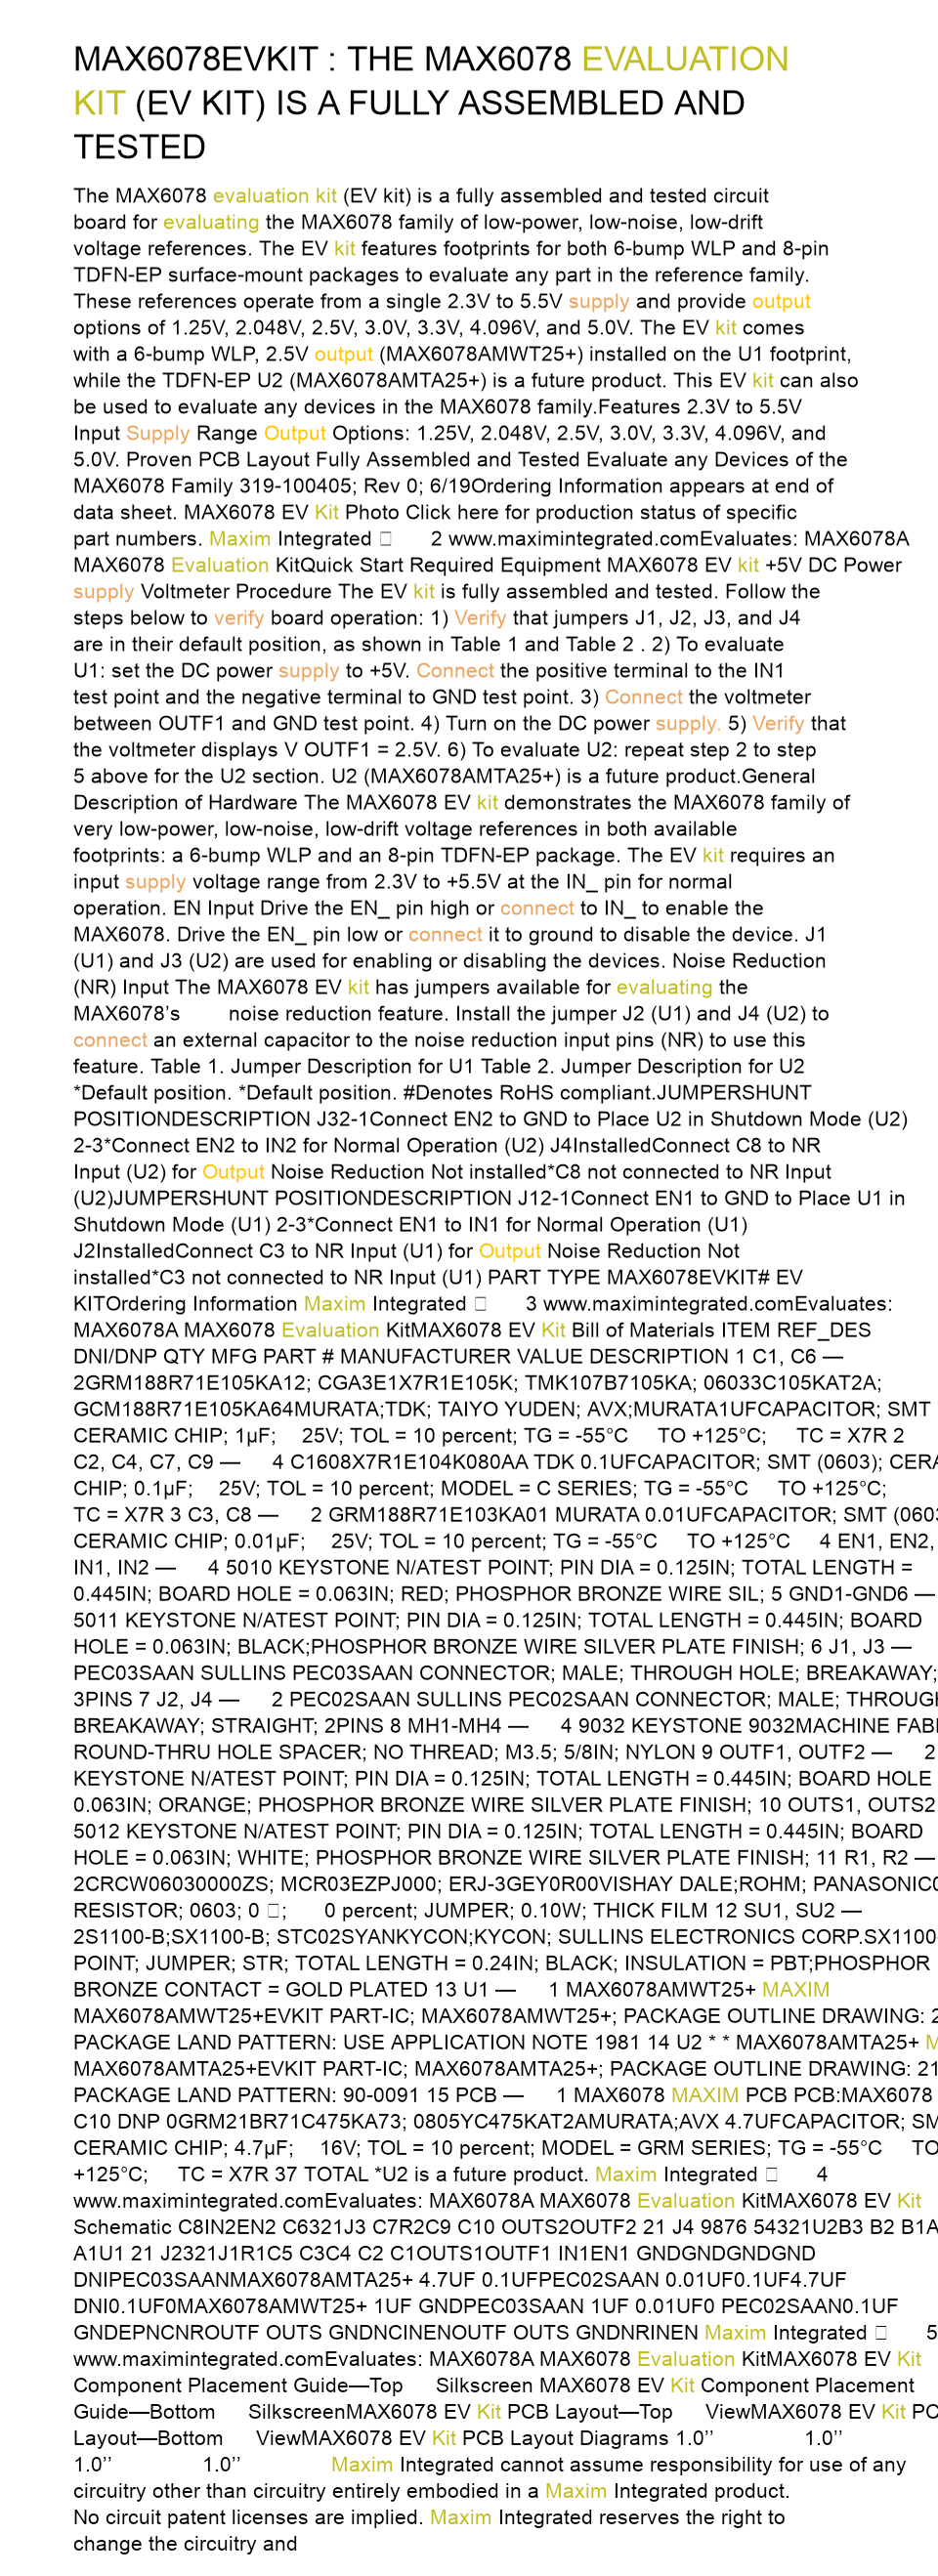 MAX6078EVKIT : THE MAX6078 EVALUATION
KIT (EV KIT) IS A FULLY ASSEMBLED AND
TESTED
The MAX6078 evaluation kit (EV kit) is a fully assembled and tested circuit
board for evaluating the MAX6078 family of low-power, low-noise, low-drift
voltage references. The EV kit features footprints for both 6-bump WLP and 8-pin
TDFN-EP surface-mount packages to evaluate any part in the reference family.
These references operate from a single 2.3V to 5.5V supply and provide output
options of 1.25V, 2.048V, 2.5V, 3.0V, 3.3V, 4.096V, and 5.0V. The EV kit comes
with a 6-bump WLP, 2.5V output (MAX6078AMWT25+) installed on the U1 footprint,
while the TDFN-EP U2 (MAX6078AMTA25+) is a future product. This EV kit can also
be used to evaluate any devices in the MAX6078 family.Features 2.3V to 5.5V
Input Supply Range Output Options: 1.25V, 2.048V, 2.5V, 3.0V, 3.3V, 4.096V, and
5.0V. Proven PCB Layout Fully Assembled and Tested Evaluate any Devices of the
MAX6078 Family 319-100405; Rev 0; 6/19Ordering Information appears at end of
data sheet. MAX6078 EV Kit Photo Click here for production status of specific
part numbers. Maxim Integrated  2 www.maximintegrated.comEvaluates: MAX6078A
MAX6078 Evaluation KitQuick Start Required Equipment MAX6078 EV kit +5V DC Power
supply Voltmeter Procedure The EV kit is fully assembled and tested. Follow the
steps below to verify board operation: 1) Verify that jumpers J1, J2, J3, and J4
are in their default position, as shown in Table 1 and Table 2 . 2) To evaluate
U1: set the DC power supply to +5V. Connect the positive terminal to the IN1
test point and the negative terminal to GND test point. 3) Connect the voltmeter
between OUTF1 and GND test point. 4) Turn on the DC power supply. 5) Verify that
the voltmeter displays V OUTF1 = 2.5V. 6) To evaluate U2: repeat step 2 to step
5 above for the U2 section. U2 (MAX6078AMTA25+) is a future product.General
Description of Hardware The MAX6078 EV kit demonstrates the MAX6078 family of
very low-power, low-noise, low-drift voltage references in both available
footprints: a 6-bump WLP and an 8-pin TDFN-EP package. The EV kit requires an
input supply voltage range from 2.3V to +5.5V at the IN_ pin for normal
operation. EN Input Drive the EN_ pin high or connect to IN_ to enable the
MAX6078. Drive the EN_ pin low or connect it to ground to disable the device. J1
(U1) and J3 (U2) are used for enabling or disabling the devices. Noise Reduction
(NR) Input The MAX6078 EV kit has jumpers available for evaluating the
MAX6078’s noise reduction feature. Install the jumper J2 (U1) and J4 (U2) to
connect an external capacitor to the noise reduction input pins (NR) to use this
feature. Table 1. Jumper Description for U1 Table 2. Jumper Description for U2
*Default position. *Default position. #Denotes RoHS compliant.JUMPERSHUNT
POSITIONDESCRIPTION J32-1Connect EN2 to GND to Place U2 in Shutdown Mode (U2)
2-3*Connect EN2 to IN2 for Normal Operation (U2) J4InstalledConnect C8 to NR
Input (U2) for Output Noise Reduction Not installed*C8 not connected to NR Input
(U2)JUMPERSHUNT POSITIONDESCRIPTION J12-1Connect EN1 to GND to Place U1 in
Shutdown Mode (U1) 2-3*Connect EN1 to IN1 for Normal Operation (U1)
J2InstalledConnect C3 to NR Input (U1) for Output Noise Reduction Not
installed*C3 not connected to NR Input (U1) PART TYPE MAX6078EVKIT# EV
KITOrdering Information Maxim Integrated  3 www.maximintegrated.comEvaluates:
MAX6078A MAX6078 Evaluation KitMAX6078 EV Kit Bill of Materials ITEM REF_DES
DNI/DNP QTY MFG PART # MANUFACTURER VALUE DESCRIPTION 1 C1, C6 —
2GRM188R71E105KA12; CGA3E1X7R1E105K; TMK107B7105KA; 06033C105KAT2A;
GCM188R71E105KA64MURATA;TDK; TAIYO YUDEN; AVX;MURATA1UFCAPACITOR; SMT
CERAMIC CHIP; 1µF; 25V; TOL = 10 percent; TG = -55°C TO +125°C; TC = X7R 2
C2, C4, C7, C9 — 4 C1608X7R1E104K080AA TDK 0.1UFCAPACITOR; SMT (0603); CERA
CHIP; 0.1µF; 25V; TOL = 10 percent; MODEL = C SERIES; TG = -55°C TO +125°C;
TC = X7R 3 C3, C8 — 2 GRM188R71E103KA01 MURATA 0.01UFCAPACITOR; SMT (0603
CERAMIC CHIP; 0.01µF; 25V; TOL = 10 percent; TG = -55°C TO +125°C 4 EN1, EN2,
IN1, IN2 — 4 5010 KEYSTONE N/ATEST POINT; PIN DIA = 0.125IN; TOTAL LENGTH =
0.445IN; BOARD HOLE = 0.063IN; RED; PHOSPHOR BRONZE WIRE SIL; 5 GND1-GND6 —
5011 KEYSTONE N/ATEST POINT; PIN DIA = 0.125IN; TOTAL LENGTH = 0.445IN; BOARD
HOLE = 0.063IN; BLACK;PHOSPHOR BRONZE WIRE SILVER PLATE FINISH; 6 J1, J3 —
PEC03SAAN SULLINS PEC03SAAN CONNECTOR; MALE; THROUGH HOLE; BREAKAWAY;
3PINS 7 J2, J4 — 2 PEC02SAAN SULLINS PEC02SAAN CONNECTOR; MALE; THROUGH
BREAKAWAY; STRAIGHT; 2PINS 8 MH1-MH4 — 4 9032 KEYSTONE 9032MACHINE FABR
ROUND-THRU HOLE SPACER; NO THREAD; M3.5; 5/8IN; NYLON 9 OUTF1, OUTF2 — 2
KEYSTONE N/ATEST POINT; PIN DIA = 0.125IN; TOTAL LENGTH = 0.445IN; BOARD HOLE
0.063IN; ORANGE; PHOSPHOR BRONZE WIRE SILVER PLATE FINISH; 10 OUTS1, OUTS2
5012 KEYSTONE N/ATEST POINT; PIN DIA = 0.125IN; TOTAL LENGTH = 0.445IN; BOARD
HOLE = 0.063IN; WHITE; PHOSPHOR BRONZE WIRE SILVER PLATE FINISH; 11 R1, R2 —
2CRCW06030000ZS; MCR03EZPJ000; ERJ-3GEY0R00VISHAY DALE;ROHM; PANASONIC0
RESISTOR; 0603; 0 ; 0 percent; JUMPER; 0.10W; THICK FILM 12 SU1, SU2 —
2S1100-B;SX1100-B; STC02SYANKYCON;KYCON; SULLINS ELECTRONICS CORP.SX1100-
POINT; JUMPER; STR; TOTAL LENGTH = 0.24IN; BLACK; INSULATION = PBT;PHOSPHOR
BRONZE CONTACT = GOLD PLATED 13 U1 — 1 MAX6078AMWT25+ MAXIM
MAX6078AMWT25+EVKIT PART-IC; MAX6078AMWT25+; PACKAGE OUTLINE DRAWING: 2
PACKAGE LAND PATTERN: USE APPLICATION NOTE 1981 14 U2 * * MAX6078AMTA25+ M
MAX6078AMTA25+EVKIT PART-IC; MAX6078AMTA25+; PACKAGE OUTLINE DRAWING: 21
PACKAGE LAND PATTERN: 90-0091 15 PCB — 1 MAX6078 MAXIM PCB PCB:MAX6078
C10 DNP 0GRM21BR71C475KA73; 0805YC475KAT2AMURATA;AVX 4.7UFCAPACITOR; SM
CERAMIC CHIP; 4.7µF; 16V; TOL = 10 percent; MODEL = GRM SERIES; TG = -55°C TO
+125°C; TC = X7R 37 TOTAL *U2 is a future product. Maxim Integrated  4
www.maximintegrated.comEvaluates: MAX6078A MAX6078 Evaluation KitMAX6078 EV Kit
Schematic C8IN2EN2 C6321J3 C7R2C9 C10 OUTS2OUTF2 21 J4 9876 54321U2B3 B2 B1A
A1U1 21 J2321J1R1C5 C3C4 C2 C1OUTS1OUTF1 IN1EN1 GNDGNDGNDGND
DNIPEC03SAANMAX6078AMTA25+ 4.7UF 0.1UFPEC02SAAN 0.01UF0.1UF4.7UF
DNI0.1UF0MAX6078AMWT25+ 1UF GNDPEC03SAAN 1UF 0.01UF0 PEC02SAAN0.1UF
GNDEPNCNROUTF OUTS GNDNCINENOUTF OUTS GNDNRINEN Maxim Integrated  5
www.maximintegrated.comEvaluates: MAX6078A MAX6078 Evaluation KitMAX6078 EV Kit
Component Placement Guide—Top Silkscreen MAX6078 EV Kit Component Placement
Guide—Bottom SilkscreenMAX6078 EV Kit PCB Layout—Top ViewMAX6078 EV Kit PC
Layout—Bottom ViewMAX6078 EV Kit PCB Layout Diagrams 1.0’’ 1.0’’
1.0’’ 1.0’’ Maxim Integrated cannot assume responsibility for use of any
circuitry other than circuitry entirely embodied in a Maxim Integrated product.
No circuit patent licenses are implied. Maxim Integrated reserves the right to
change the circuitry and